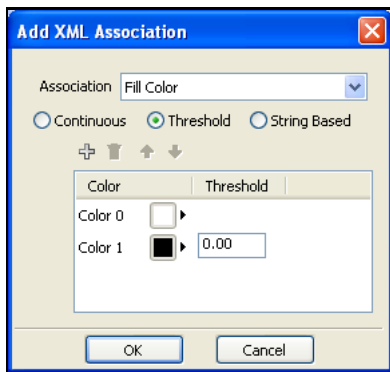 Add XML Association
Association Fill Color
Continuous Threshold String Based
Color Threshold
Color 0
Color 1 0.00
OK Cancel